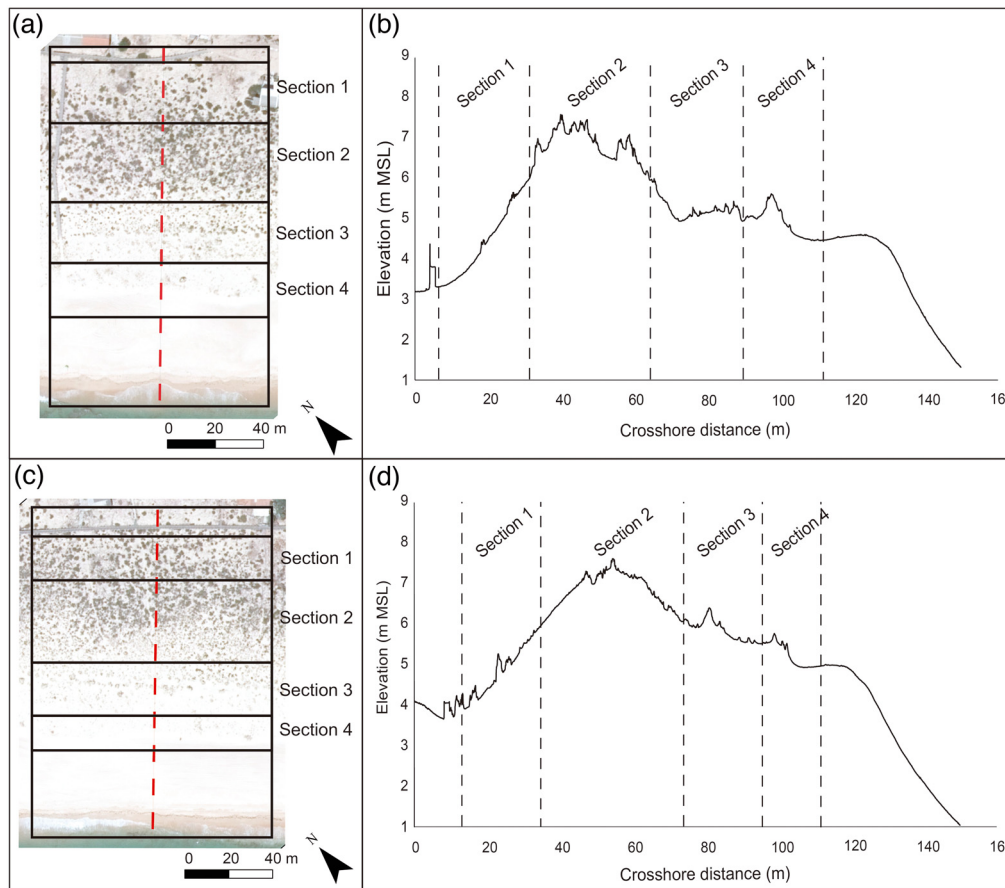 (a)
Section 1
Section 2
Section 3
Section 4
N
0 20 40 m
(b)
9
8
7
6
5
4
3
2
1
Elevation (m MSL)
Section 1
Section 2
Section 3
Section 4
0 20 40 60 80 100 120 140 16
Crosshore distance (m)
(c)
Section 1
Section 2
Section 3
Section 4
N
0 20 40 m
(d)
9
8
7
6
5
4
3
2
1
Elevation (m MSL)
Section 1
Section 2
Section 3
Section 4
0 20 40 60 80 100 120 140 16
Crosshore distance (m)